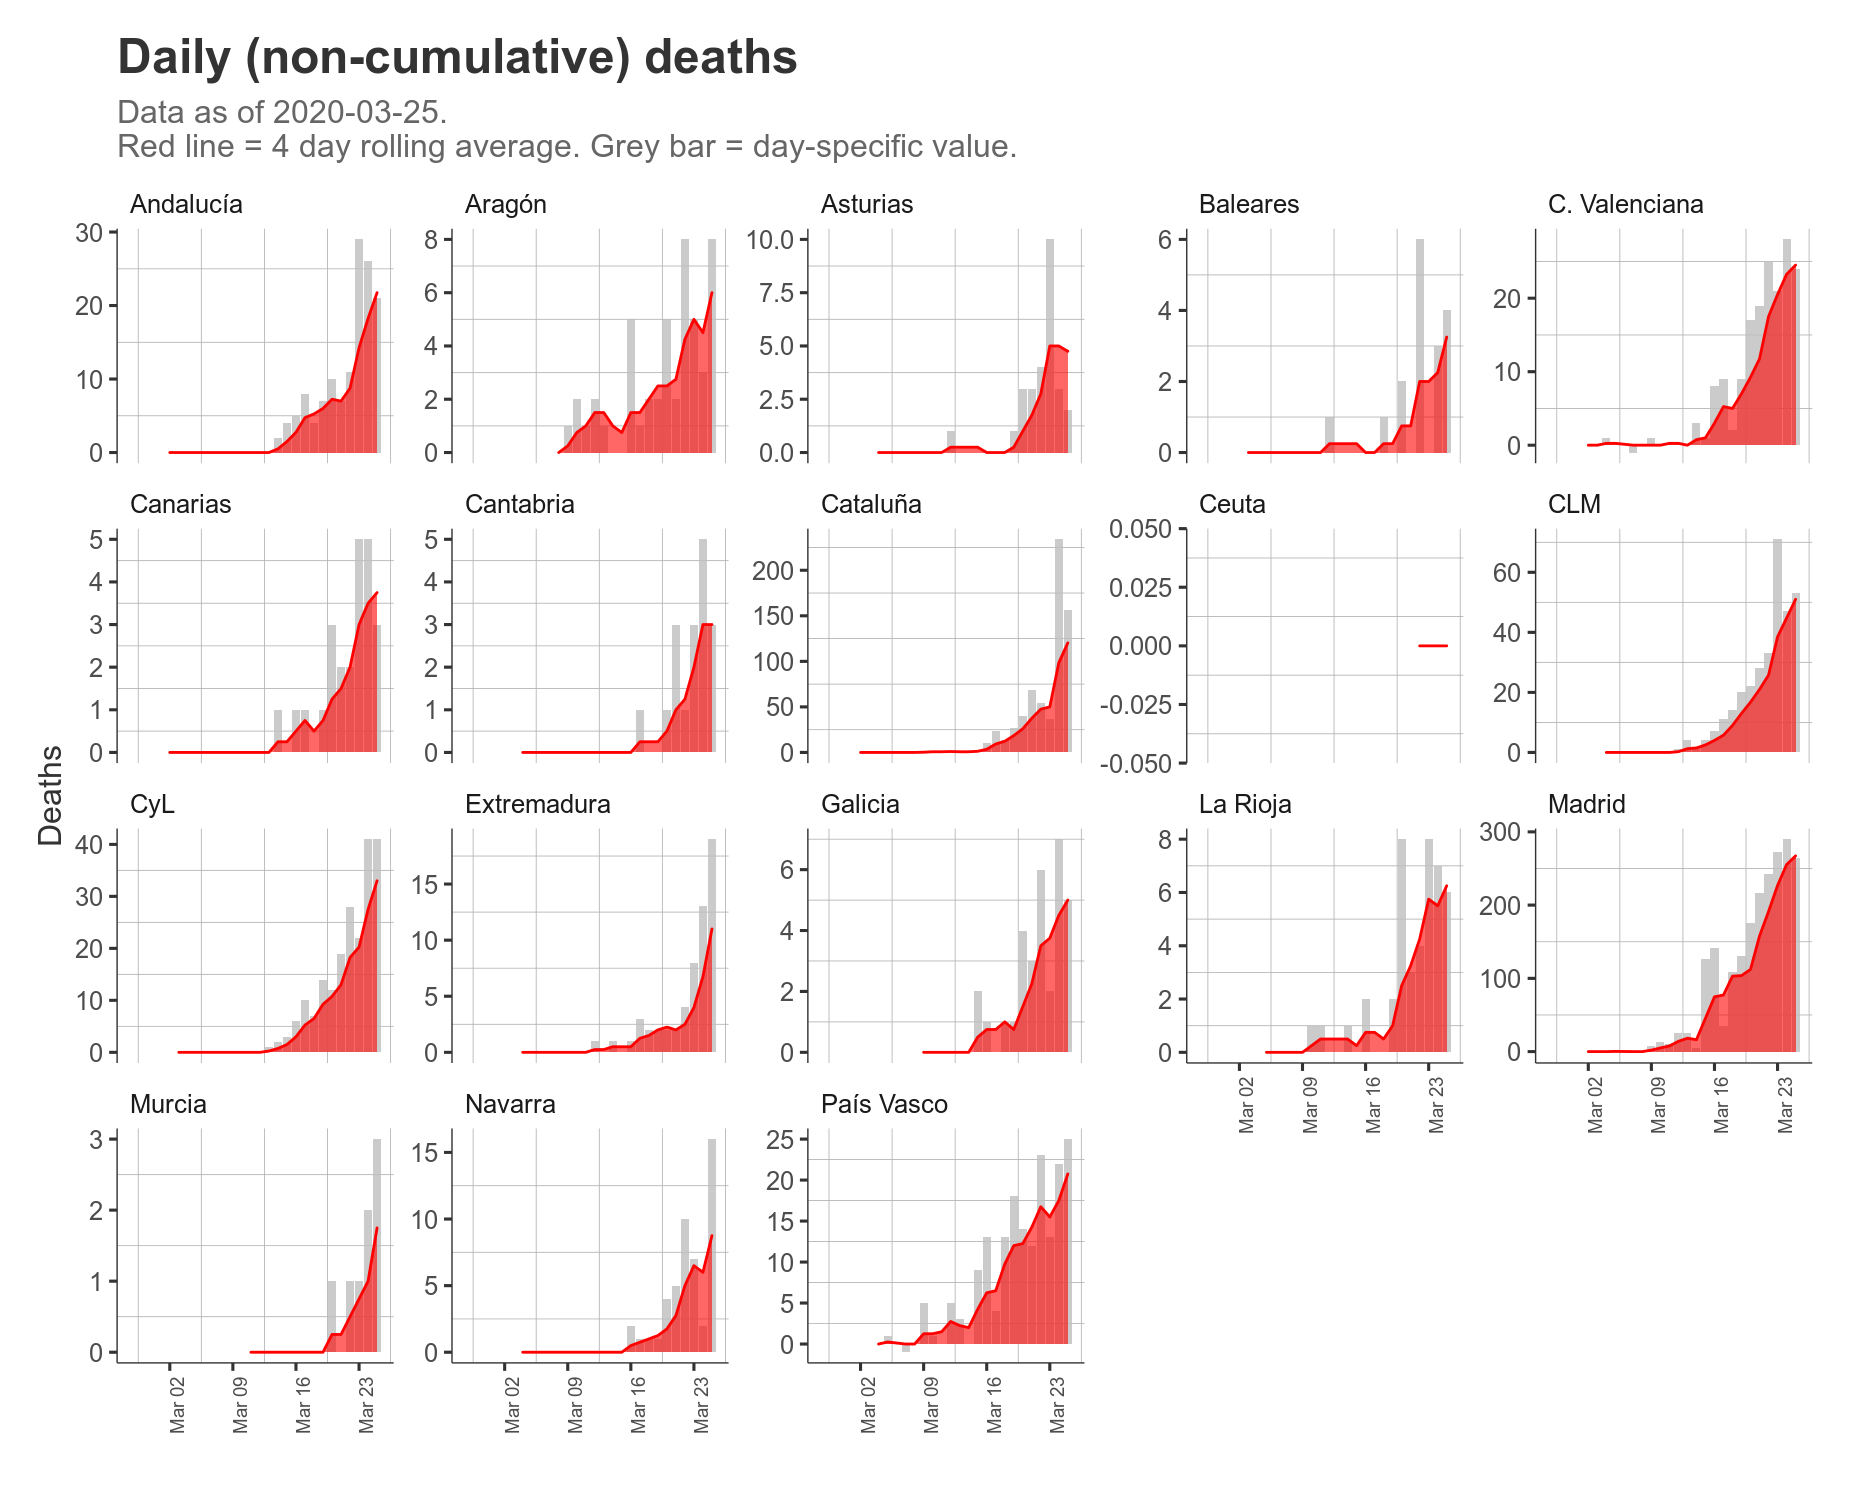 Daily (non-cumulative) deaths
Data as of 2020-03-25.
Red line = 4 day rolling average. Grey bar = day-specific value.
Deaths
Andalucía
30
20
10
0
Aragón
8
6
4
2
0
Asturias
10.0
7.5
5.0
2.5
0.0
Baleares
6
4
2
0
C. Valenciana
20
10
0
Canarias
5
4
3
2
1
0
Cantabria
5
4
3
2
1
0
Cataluña
200
150
100
50
0
Ceuta
0.050
0.025
0.000
-0.025
-0.050
CLM
60
40
20
0
CyL
40
30
20
10
0
Extremadura
15
10
5
0
Galicia
6
4
2
0
La Rioja
8
6
4
2
0
Mar 02
Mar 09
Mar 16
Mar 23
Madrid
300
200
100
0
Mar 02
Mar 09
Mar 16
Mar 23
Murcia
3
2
1
0
Mar 02
Mar 09
Mar 16
Mar 23
Navarra
15
10
5
0
Mar 02
Mar 09
Mar 16
Mar 23
País Vasco
25
20
15
10
5
0
Mar 02
Mar 09
Mar 16
Mar 23